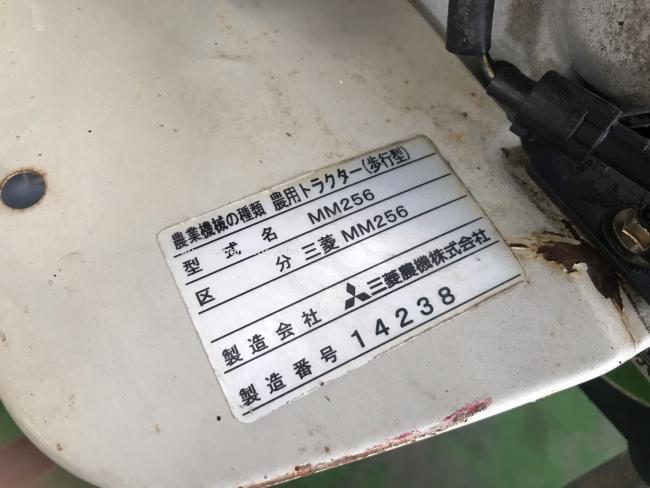 農業機械の種類 農用トラクター(歩行型)
型式名 MM256
区分 三菱 MM256
製造会社 三菱農機株式会社
製造番号 14238